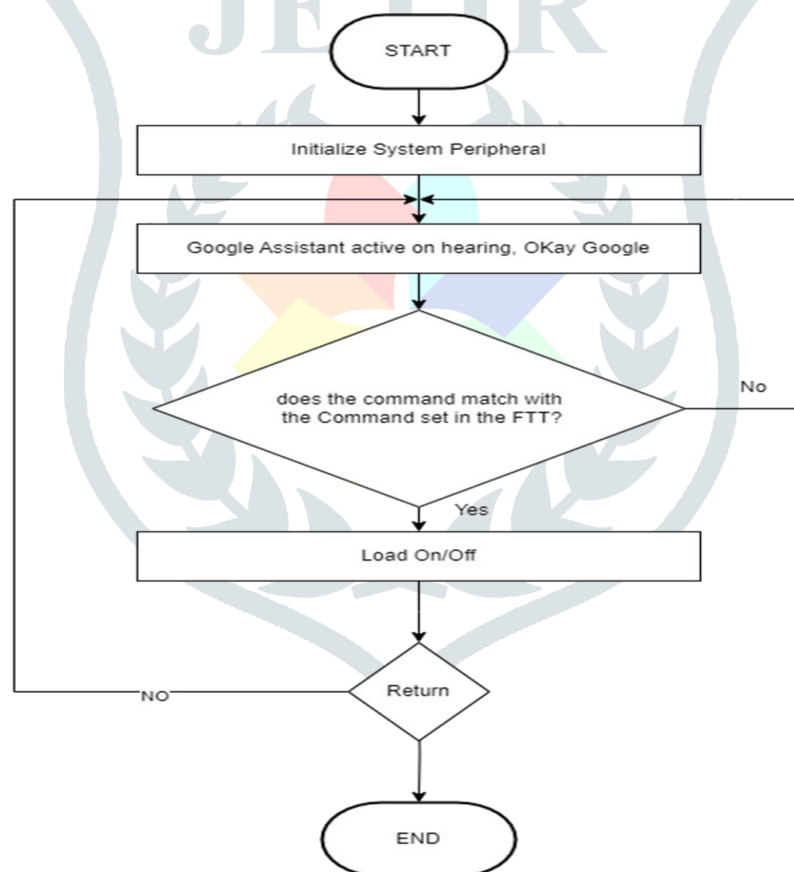 JETIR
START
Initialize System Peripheral
Google Assistant active on hearing, OKay Google
does the command match with
the Command set in the FTT?
No
Yes
Load On/Off
Return
NO
END